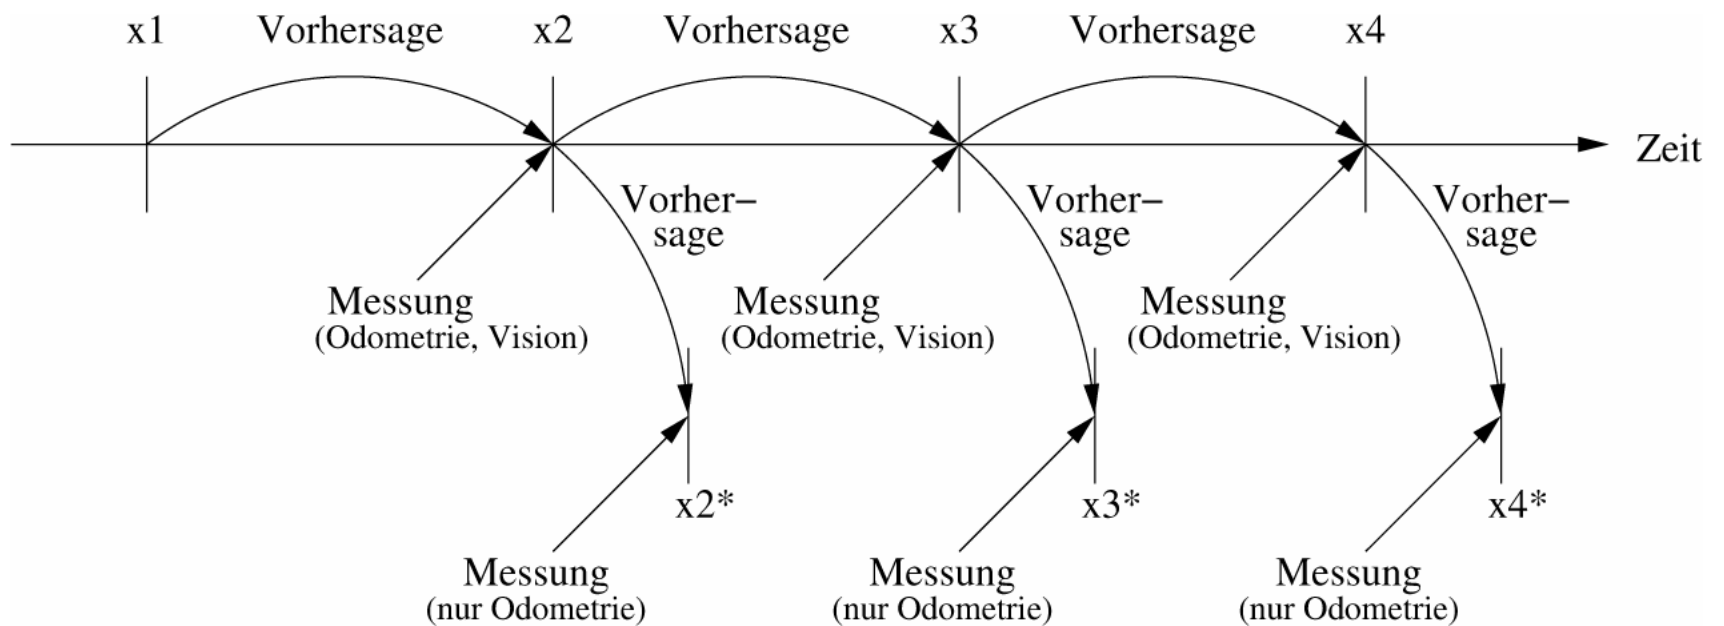 x1 Vorhersage x2 Vorhersage x3 Vorhersage x4
Zeit
Vorher–
sage
Vorher–
sage
Vorher–
sage
Messung
(Odometrie, Vision)
Messung
(Odometrie, Vision)
Messung
(Odometrie, Vision)
x2*
x3*
x4*
Messung
(nur Odometrie)
Messung
(nur Odometrie)
Messung
(nur Odometrie)